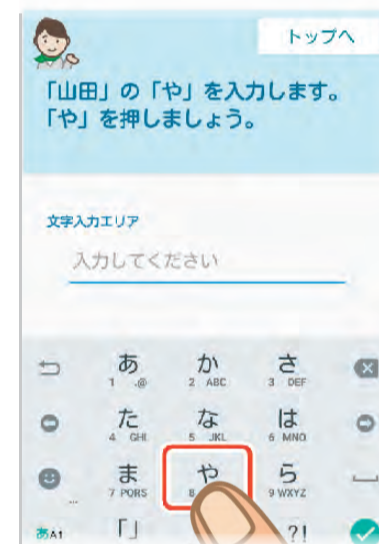 トップへ
「山田」の「や」を入力します。
「や」を押しましょう。
文字入力エリア
入力してください
あ か さ
1 .@ 2 ABC 3 DEF
た な は
4 GHI 5 JKL 6 MNO
ま や ら
7 PQRS 8 9 WXYZ
あA1 「」 ?!